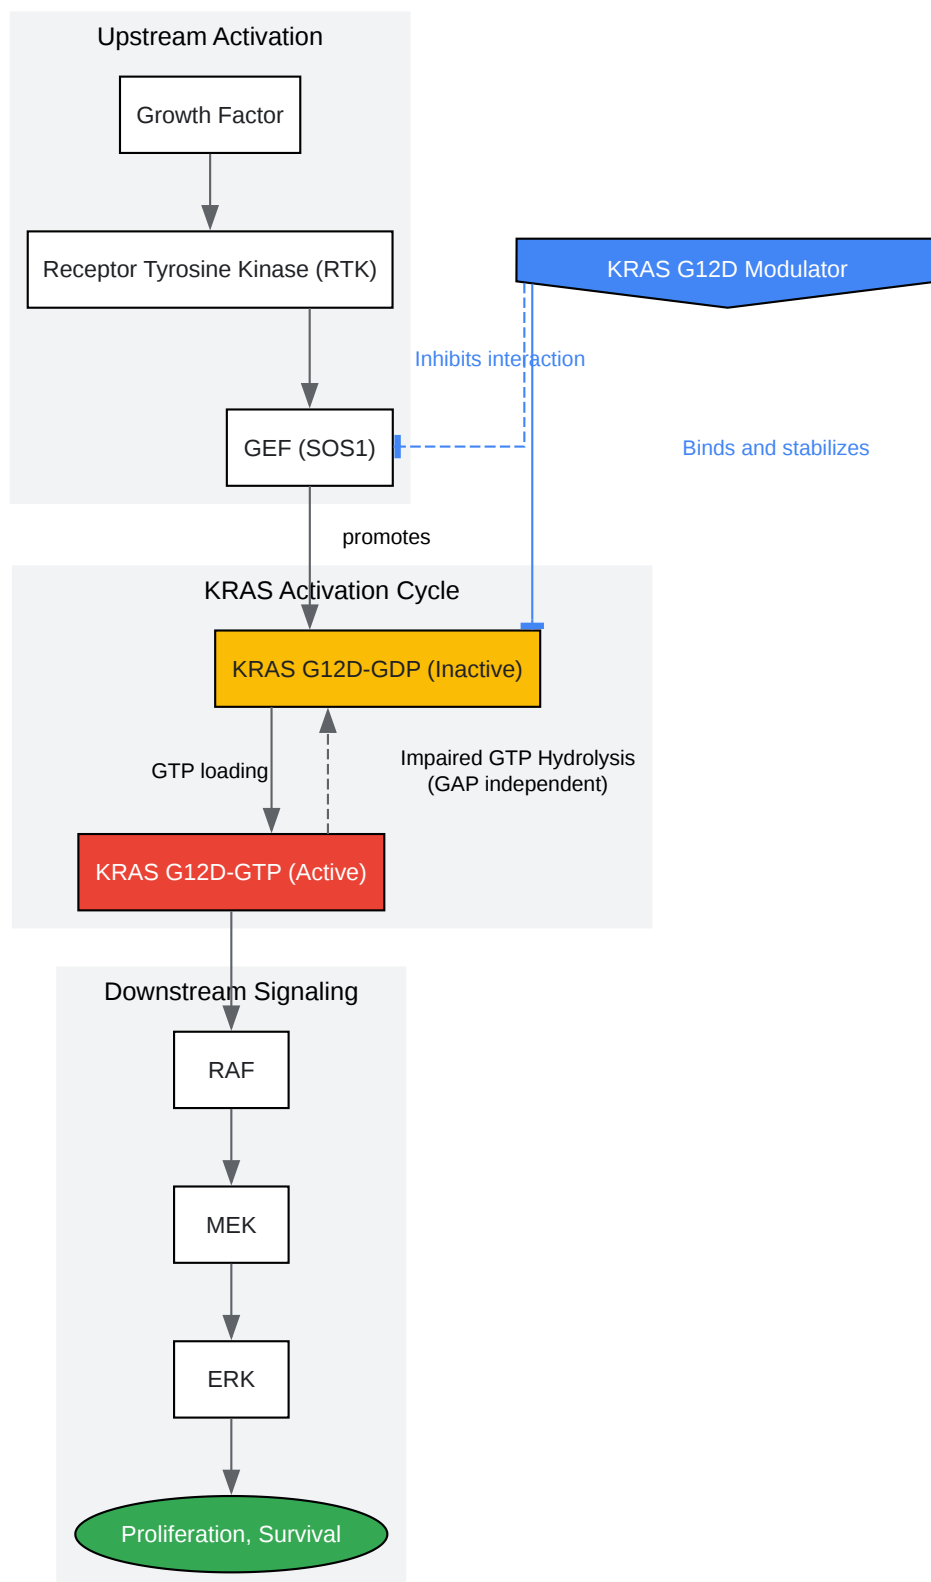 Upstream Activation
Growth Factor
Receptor Tyrosine Kinase (RTK)
KRAS G12D Modulator
Inhibits interaction
GEF (SOS1)
Binds and stabilizes
promotes
KRAS Activation Cycle
KRAS G12D-GDP (Inactive)
GTP loading
Impaired GTP Hydrolysis
(GAP independent)
KRAS G12D-GTP (Active)
Downstream Signaling
RAF
MEK
ERK
Proliferation, Survival